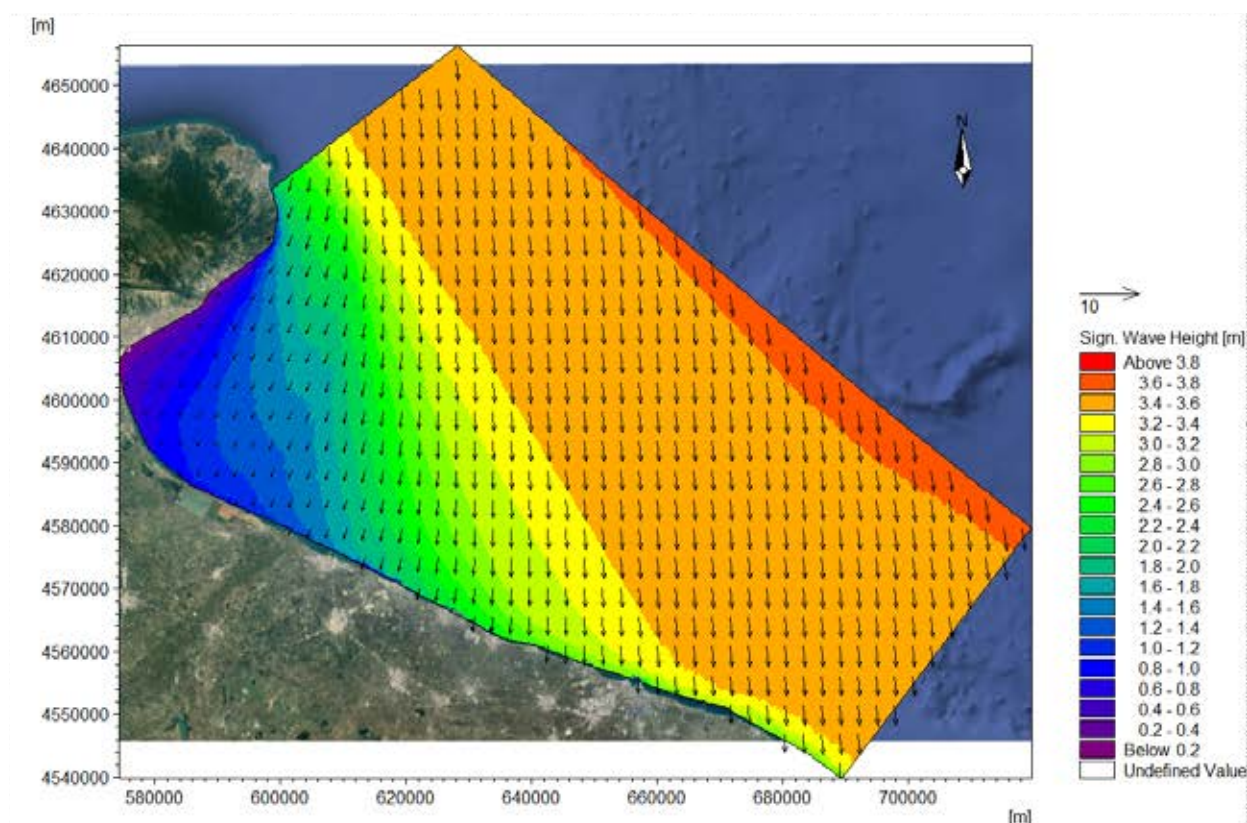 [m]
4650000
4640000
4630000
4620000
4610000
4600000
4590000
4580000
4570000
4560000
4550000
4540000
580000 600000 620000 640000 660000 680000 700000
[m]
N
10
Sign. Wave Height [m]
Above 3.8
3.6 - 3.8
3.4 - 3.6
3.2 - 3.4
3.0 - 3.2
2.8 - 3.0
2.6 - 2.8
2.4 - 2.6
2.2 - 2.4
2.0 - 2.2
1.8 - 2.0
1.6 - 1.8
1.4 - 1.6
1.2 - 1.4
1.0 - 1.2
0.8 - 1.0
0.6 - 0.8
0.4 - 0.6
0.2 - 0.4
Below 0.2
Undefined Value